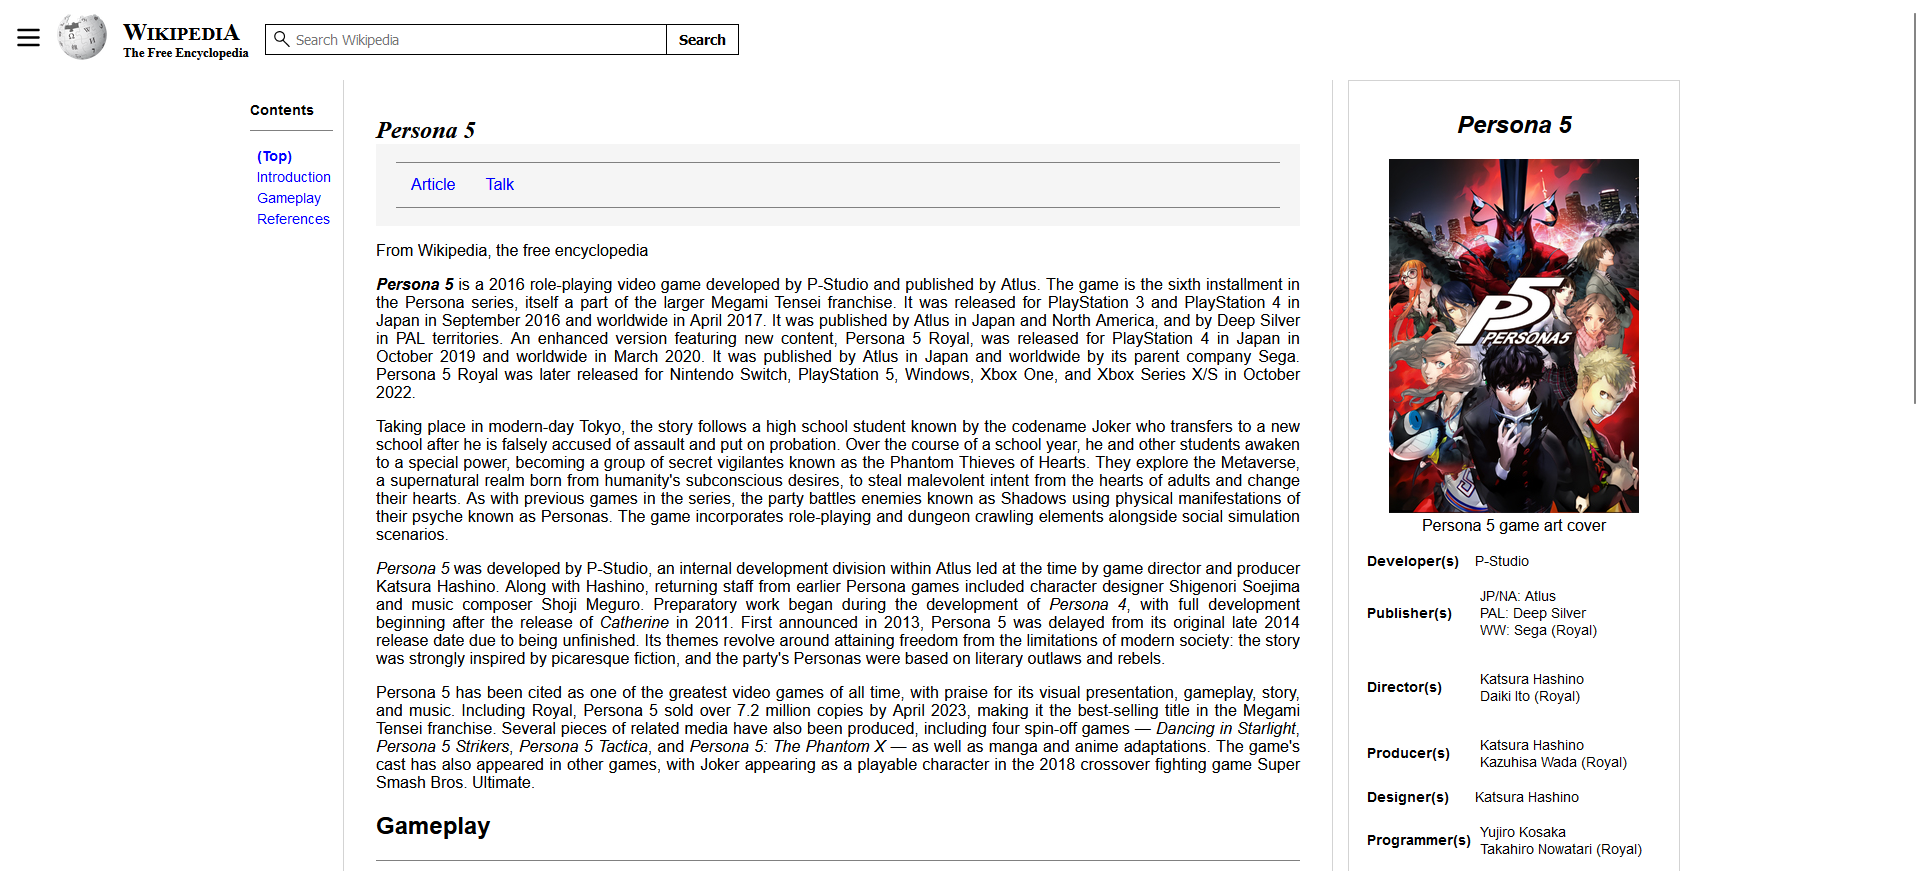 WIKIPEDIA
The Free Encyclopedia
Search Wikipedia
Search
Contents
(Top)
Introduction
Gameplay
References
Persona 5
Article Talk
From Wikipedia, the free encyclopedia
Persona 5 is a 2016 role-playing video game developed by P-Studio and published by Atlus. The game is the sixth installment in
the Persona series, itself a part of the larger Megami Tensei franchise. It was released for PlayStation 3 and PlayStation 4 in
Japan in September 2016 and worldwide in April 2017. It was published by Atlus in Japan and North America, and by Deep Silver
in PAL territories. An enhanced version featuring new content, Persona 5 Royal, was released for PlayStation 4 in Japan in
October 2019 and worldwide in March 2020. It was published by Atlus in Japan and worldwide by its parent company Sega.
Persona 5 Royal was later released for Nintendo Switch, PlayStation 5, Windows, Xbox One, and Xbox Series X/S in October
2022.
Taking place in modern-day Tokyo, the story follows a high school student known by the codename Joker who transfers to a new
school after he is falsely accused of assault and put on probation. Over the course of a school year, he and other students awaken
to a special power, becoming a group of secret vigilantes known as the Phantom Thieves of Hearts. They explore the Metaverse,
a supernatural realm born from humanity's subconscious desires, to steal malevolent intent from the hearts of adults and change
their hearts. As with previous games in the series, the party battles enemies known as Shadows using physical manifestations of
their psyche known as Personas. The game incorporates role-playing and dungeon crawling elements alongside social simulation
scenarios.
Persona 5 was developed by P-Studio, an internal development division within Atlus led at the time by game director and producer
Katsura Hashino. Along with Hashino, returning staff from earlier Persona games included character designer Shigenori Soejima
and music composer Shoji Meguro. Preparatory work began during the development of Persona 4, with full development
beginning after the release of Catherine in 2011. First announced in 2013, Persona 5 was delayed from its original late 2014
release date due to being unfinished. Its themes revolve around attaining freedom from the limitations of modern society: the story
was strongly inspired by picaresque fiction, and the party's Personas were based on literary outlaws and rebels.
Persona 5 has been cited as one of the greatest video games of all time, with praise for its visual presentation, gameplay, story,
and music. Including Royal, Persona 5 sold over 7.2 million copies by April 2023, making it the best-selling title in the Megami
Tensei franchise. Several pieces of related media have also been produced, including four spin-off games — Dancing in Starlight,
Persona 5 Strikers, Persona 5 Tactica, and Persona 5: The Phantom X — as well as manga and anime adaptations. The game's
cast has also appeared in other games, with Joker appearing as a playable character in the 2018 crossover fighting game Super
Smash Bros. Ultimate.
Gameplay
Persona 5
P5
PERSONA5
Persona 5 game art cover
Developer(s) P-Studio
Publisher(s) JP/NA: Atlus
PAL: Deep Silver
WW: Sega (Royal)
Director(s) Katsura Hashino
Daiki Ito (Royal)
Producer(s) Katsura Hashino
Kazuhisa Wada (Royal)
Designer(s) Katsura Hashino
Programmer(s) Yujiro Kosaka
Takahiro Nowatari (Royal)